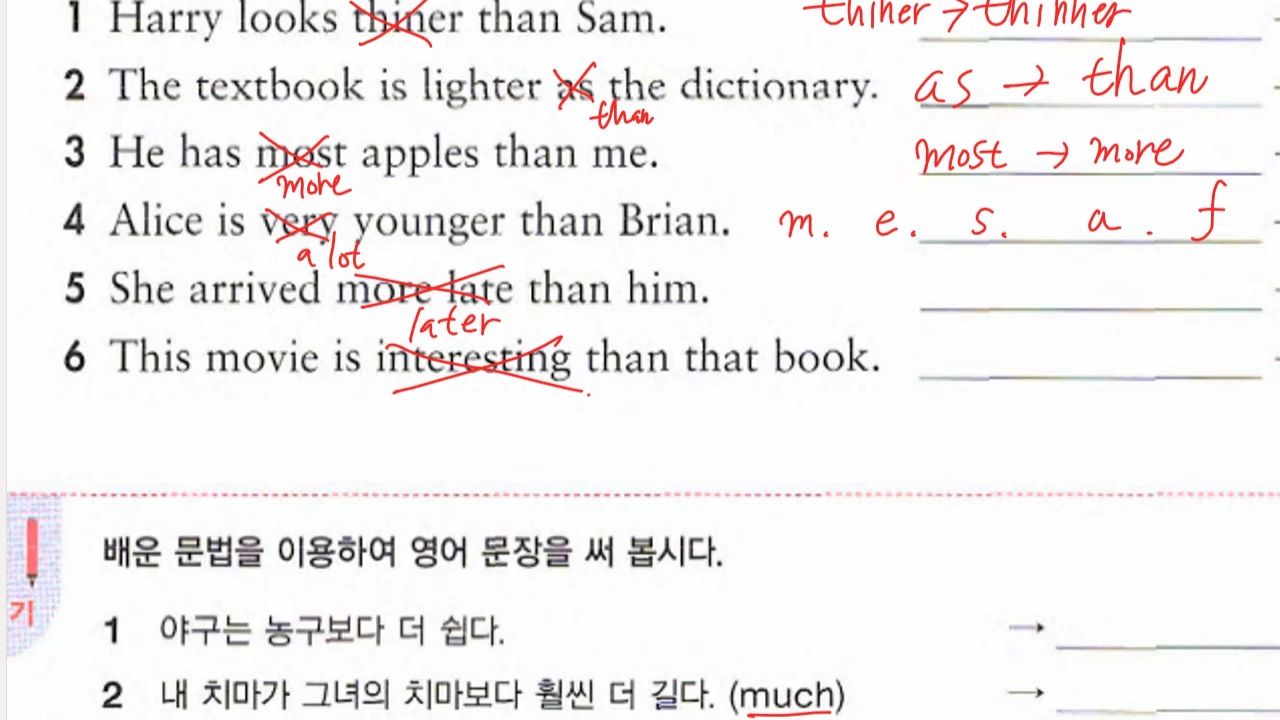 1 Harry looks thiner than Sam. thiner → thinner
2 The textbook is lighter as the dictionary. as → than
than
3 He has most apples than me. most → more
more
4 Alice is very younger than Brian. m. e. s. a. f
a lot
5 She arrived more late than him.
later
6 This movie is interesting than that book.
배운 문법을 이용하여 영어 문장을 써 봅시다.
기
1 야구는 농구보다 더 쉽다. →
2 내 치마가 그녀의 치마보다 훨씬 더 길다. (much) →